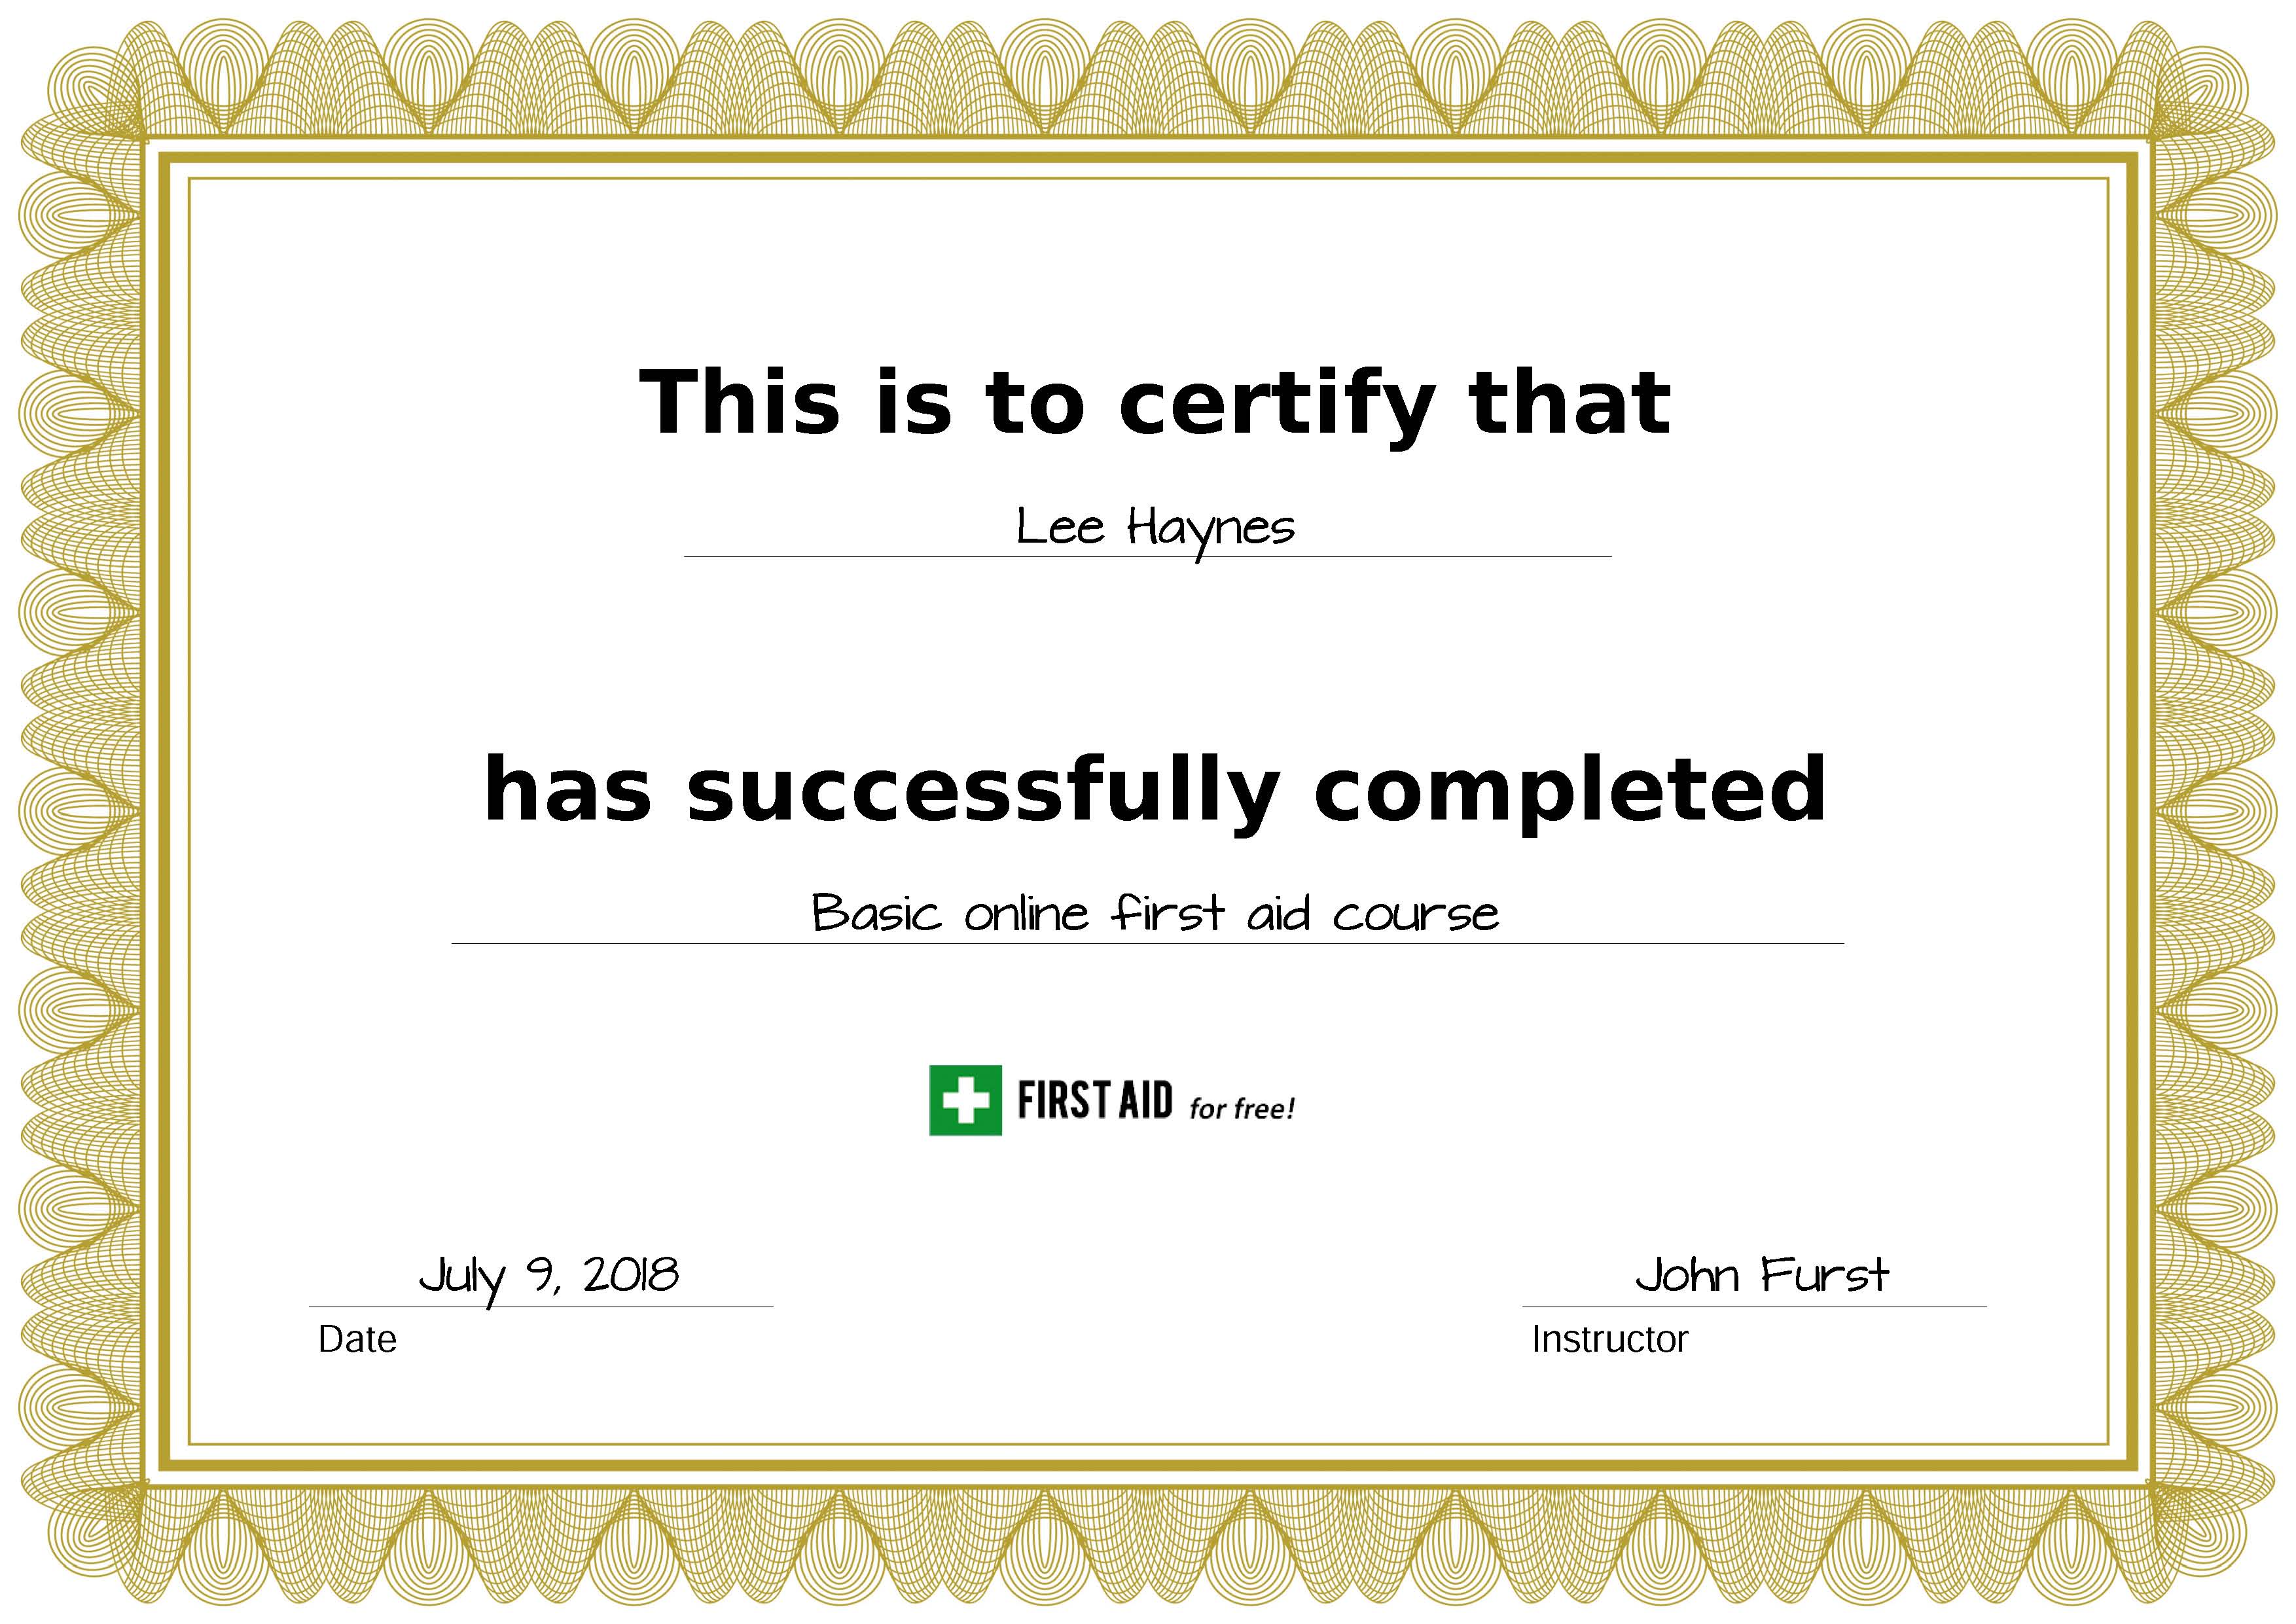 This is to certify that
Lee Haynes
has successfully completed
Basic online first aid course
FIRST AID for free!
July 9, 2018
John Furst
Date
Instructor